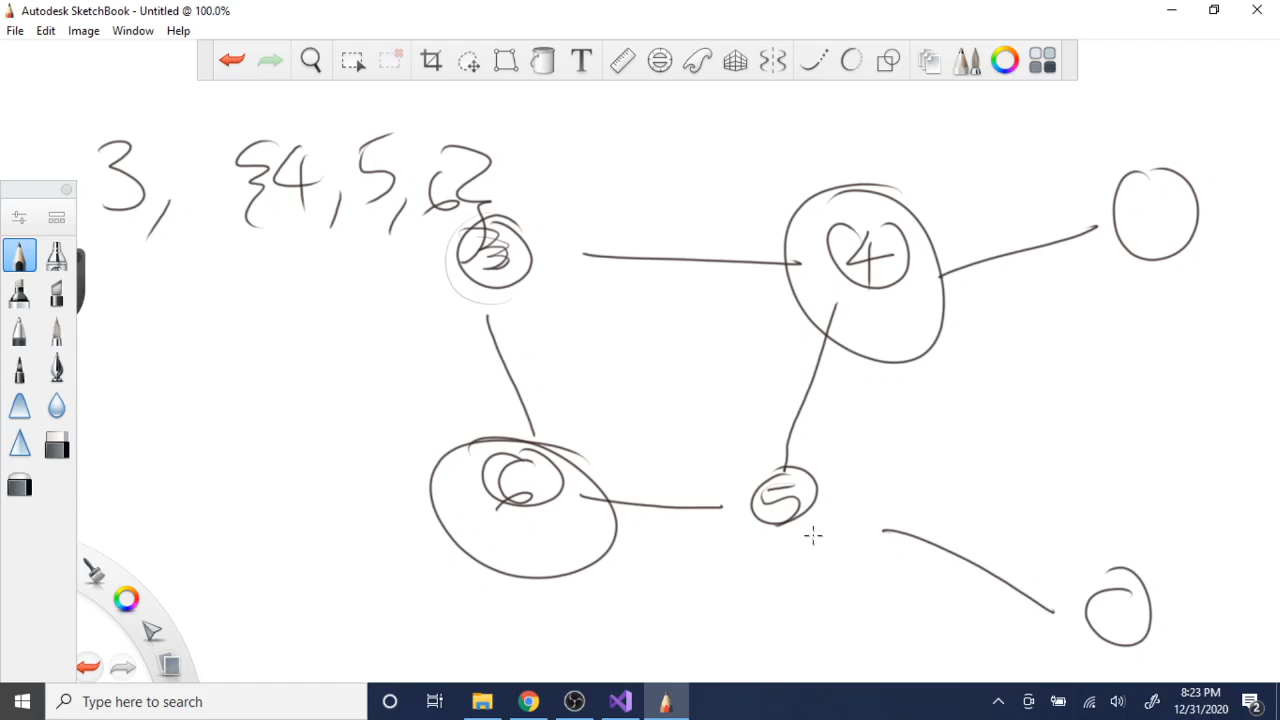 Autodesk SketchBook - Untitled @ 100.0%
File Edit Image Window Help
T
3, {4,5,6}
3
4
6
5
Type here to search
8:23 PM
12/31/2020
2